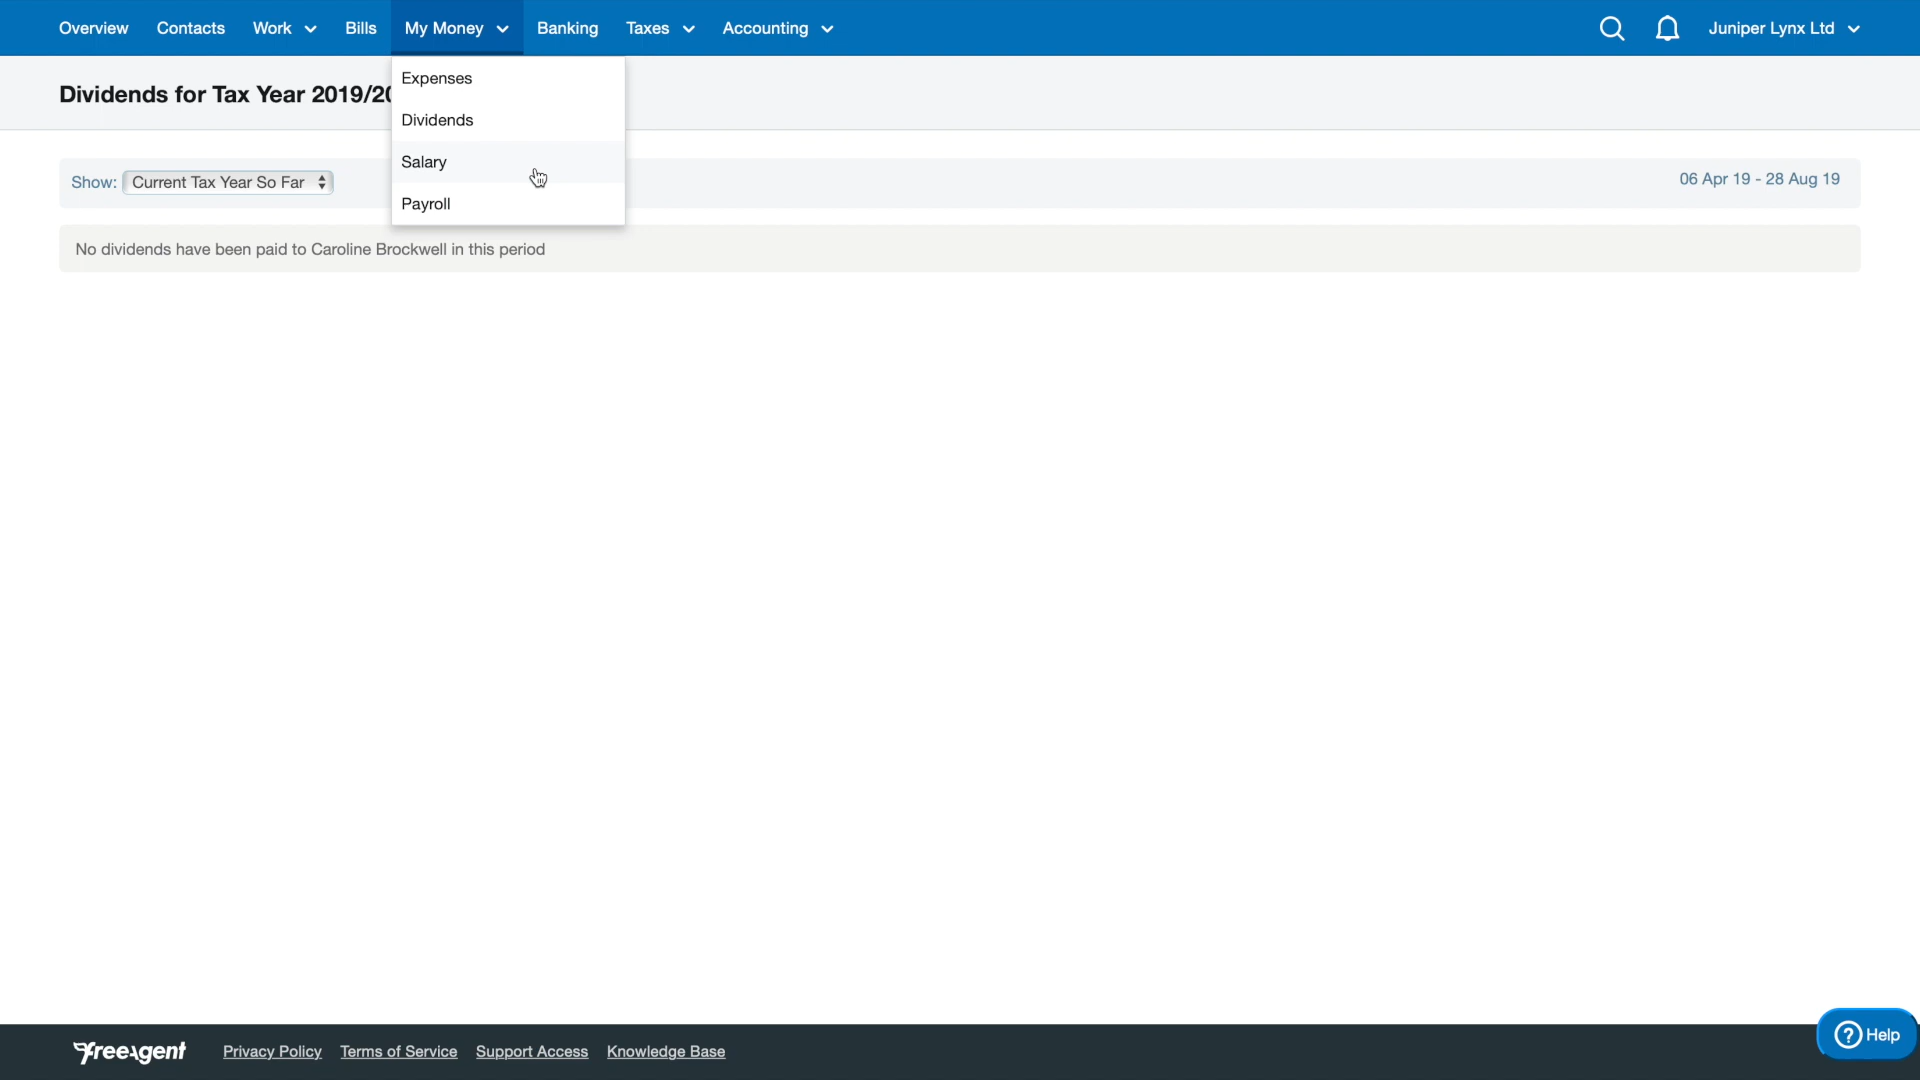 Overview Contacts Work Bills My Money Banking Taxes Accounting Juniper Lynx Ltd
Expenses
Dividends for Tax Year 2019/20
Dividends
Salary
Show: Current Tax Year So Far 06 Apr 19 - 28 Aug 19
Payroll
No dividends have been paid to Caroline Brockwell in this period
Help
freeagent Privacy Policy Terms of Service Support Access Knowledge Base